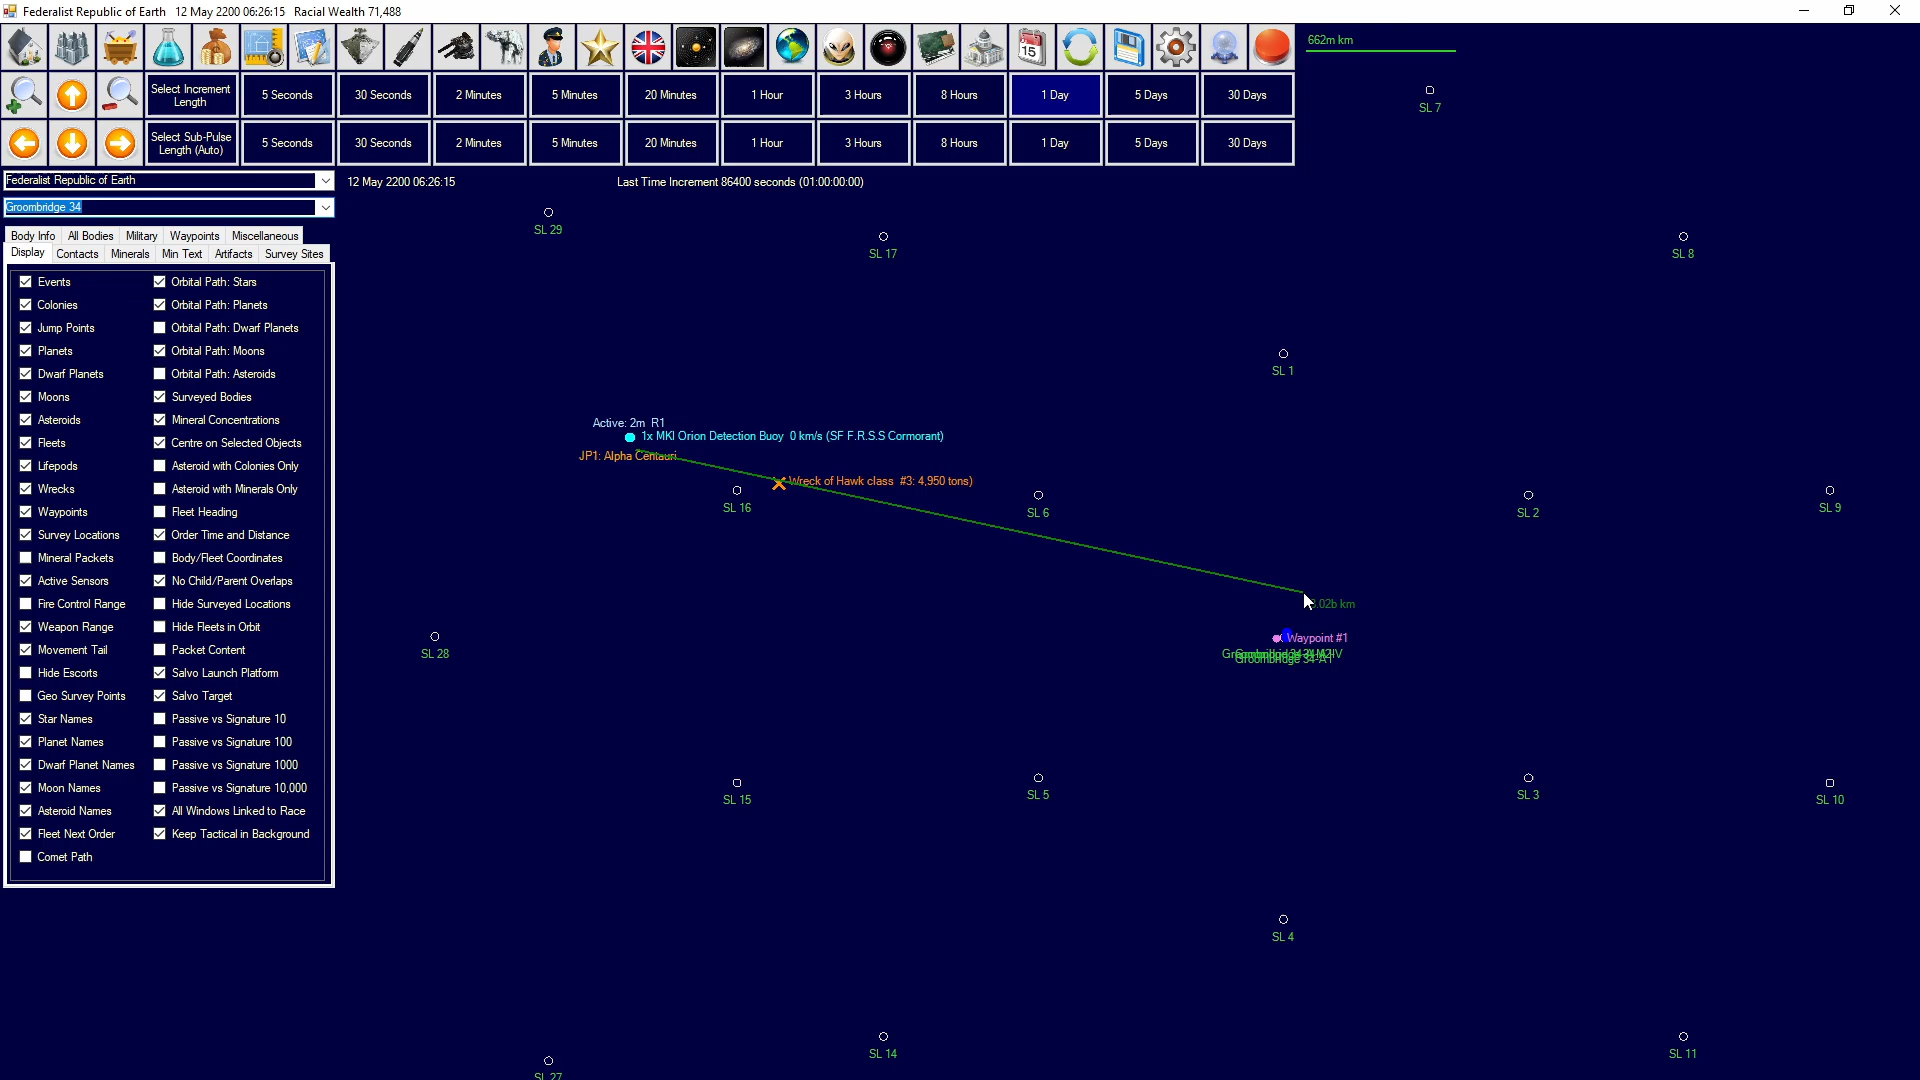 Federalist Republic of Earth   12 May 2200 06:26:15   Racial Wealth 71,488
662m km
15
Select Increment Length
5 Seconds
30 Seconds
2 Minutes
5 Minutes
20 Minutes
1 Hour
3 Hours
8 Hours
1 Day
5 Days
30 Days
Select Sub-Pulse Length (Auto)
5 Seconds
30 Seconds
2 Minutes
5 Minutes
20 Minutes
1 Hour
3 Hours
8 Hours
1 Day
5 Days
30 Days
Federalist Republic of Earth
12 May 2200 06:26:15
Last Time Increment 86400 seconds (01:00:00:00)
Groombridge 34
Body Info
All Bodies
Military
Waypoints
Miscellaneous
Display
Contacts
Minerals
Min Text
Artifacts
Survey Sites
Events
Orbital Path: Stars
Colonies
Orbital Path: Planets
Jump Points
Orbital Path: Dwarf Planets
Planets
Orbital Path: Moons
Dwarf Planets
Orbital Path: Asteroids
Moons
Surveyed Bodies
Asteroids
Mineral Concentrations
Fleets
Centre on Selected Objects
Lifepods
Asteroid with Colonies Only
Wrecks
Asteroid with Minerals Only
Waypoints
Fleet Heading
Survey Locations
Order Time and Distance
Mineral Packets
Body/Fleet Coordinates
Active Sensors
No Child/Parent Overlaps
Fire Control Range
Hide Surveyed Locations
Weapon Range
Hide Fleets in Orbit
Movement Tail
Packet Content
Hide Escorts
Salvo Launch Platform
Geo Survey Points
Salvo Target
Star Names
Passive vs Signature 10
Planet Names
Passive vs Signature 100
Dwarf Planet Names
Passive vs Signature 1000
Moon Names
Passive vs Signature 10,000
Asteroid Names
All Windows Linked to Race
Fleet Next Order
Keep Tactical in Background
Comet Path
SL 7
SL 29
SL 17
SL 8
SL 1
Active: 2m  R1
1x MKI Orion Detection Buoy  0 km/s (SF F.R.S.S Cormorant)
JP1: Alpha Centauri
Wreck of Hawk class  #3: 4,950 tons)
SL 16
SL 6
SL 2
SL 9
.02b km
Waypoint #1
Groombridge 34-A1
SL 28
SL 15
SL 5
SL 3
SL 10
SL 4
SL 14
SL 11
SL 27